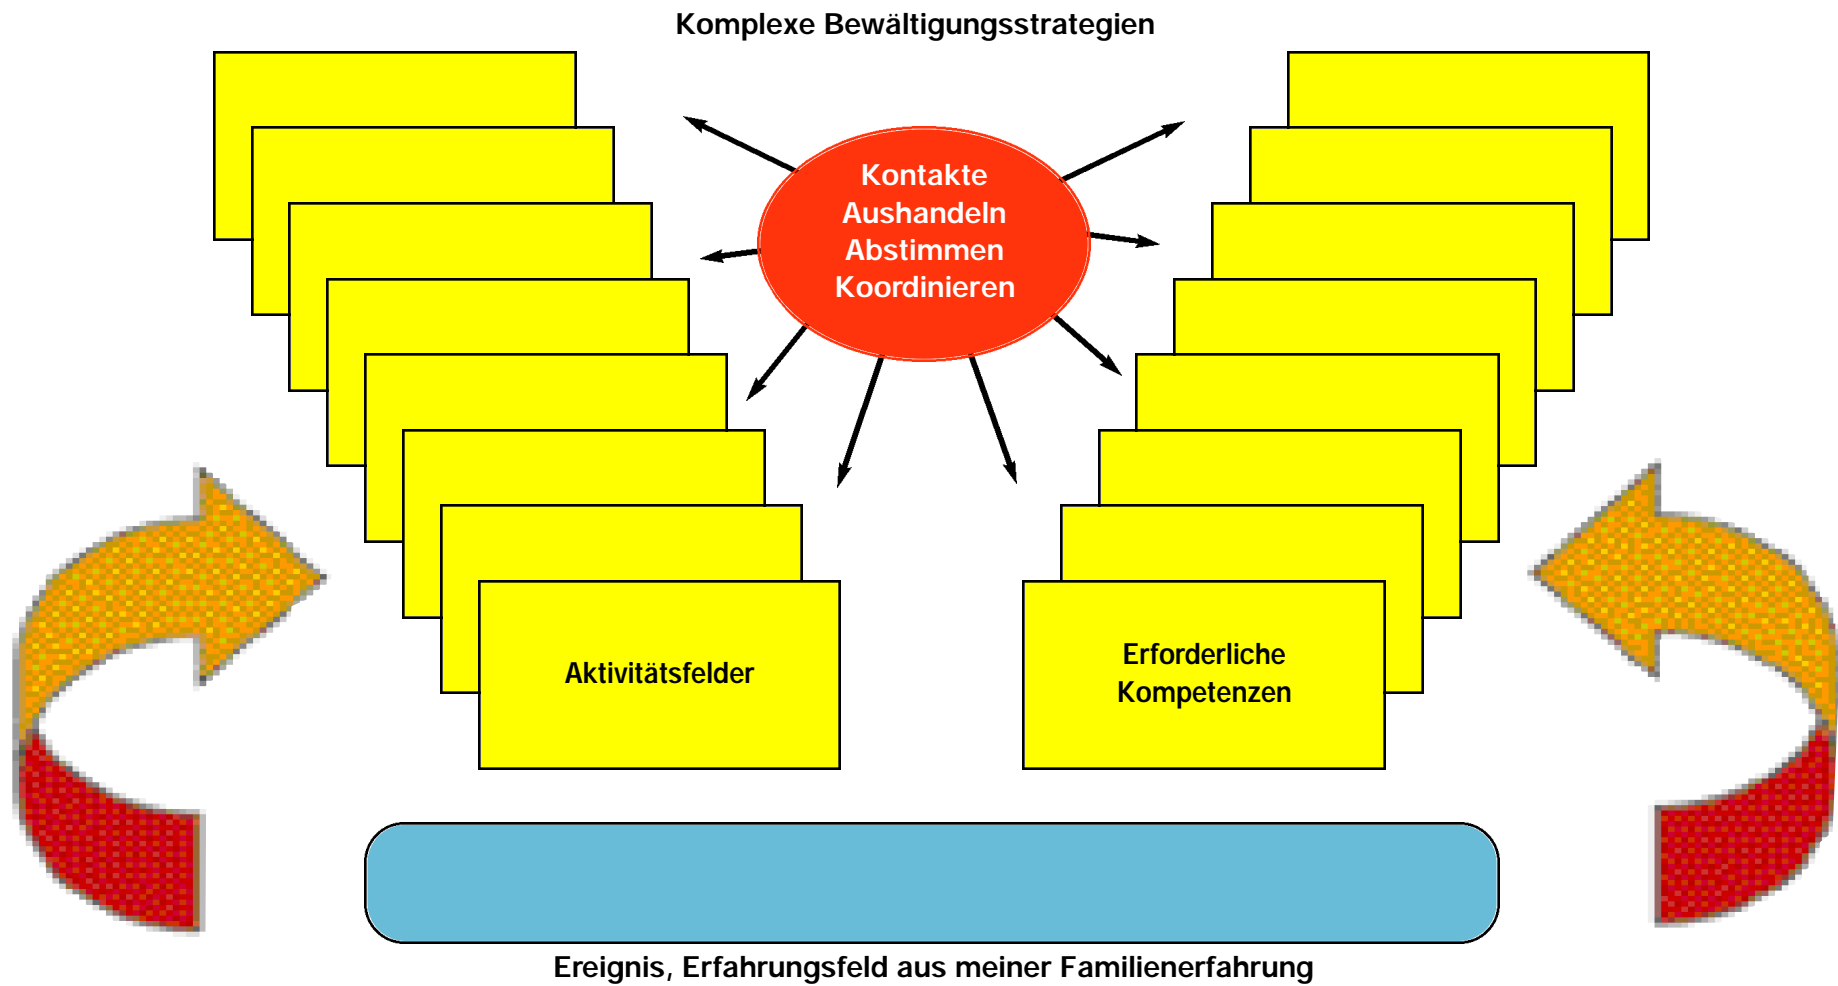 Komplexe Bewältigungsstrategien
Kontakte
Aushandeln
Abstimmen
Koordinieren
Aktivitätsfelder
Erforderliche
Kompetenzen
Ereignis, Erfahrungsfeld aus meiner Familienerfahrung